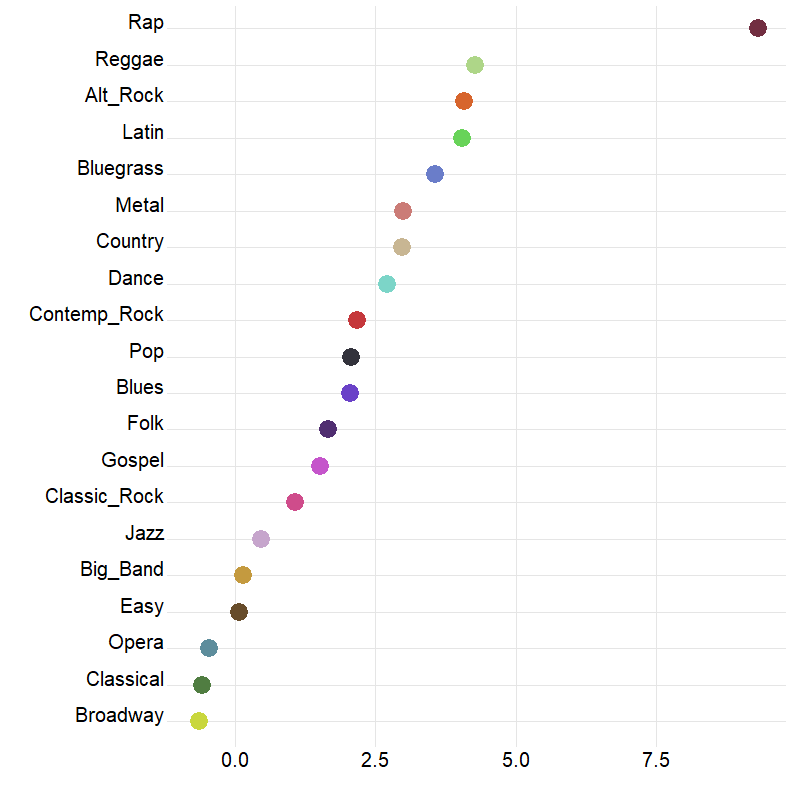 Rap
Reggae
Alt_Rock
Latin
Bluegrass
Metal
Country
Dance
Contemp_Rock
Pop
Blues
Folk
Gospel
Classic_Rock
Jazz
Big_Band
Easy
Opera
Classical
Broadway
0.0 2.5 5.0 7.5